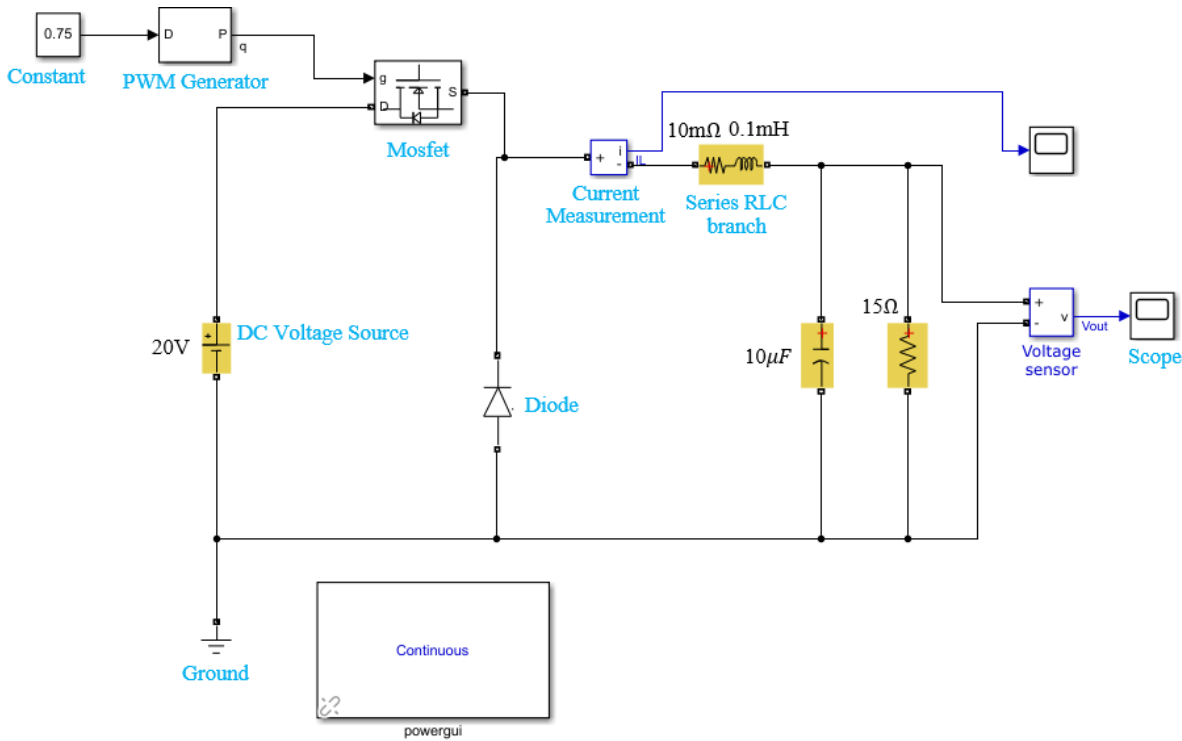 0.75
Constant
D P
q
PWM Generator
g
D
S
Mosfet
+ i
-
IL
Current
Measurement
10mΩ 0.1mH
Series RLC
branch
20V
+
DC Voltage Source
Diode
10μF
+
15Ω
+
+
-
v
Vout
Voltage
sensor
Scope
Ground
Continuous
powergui